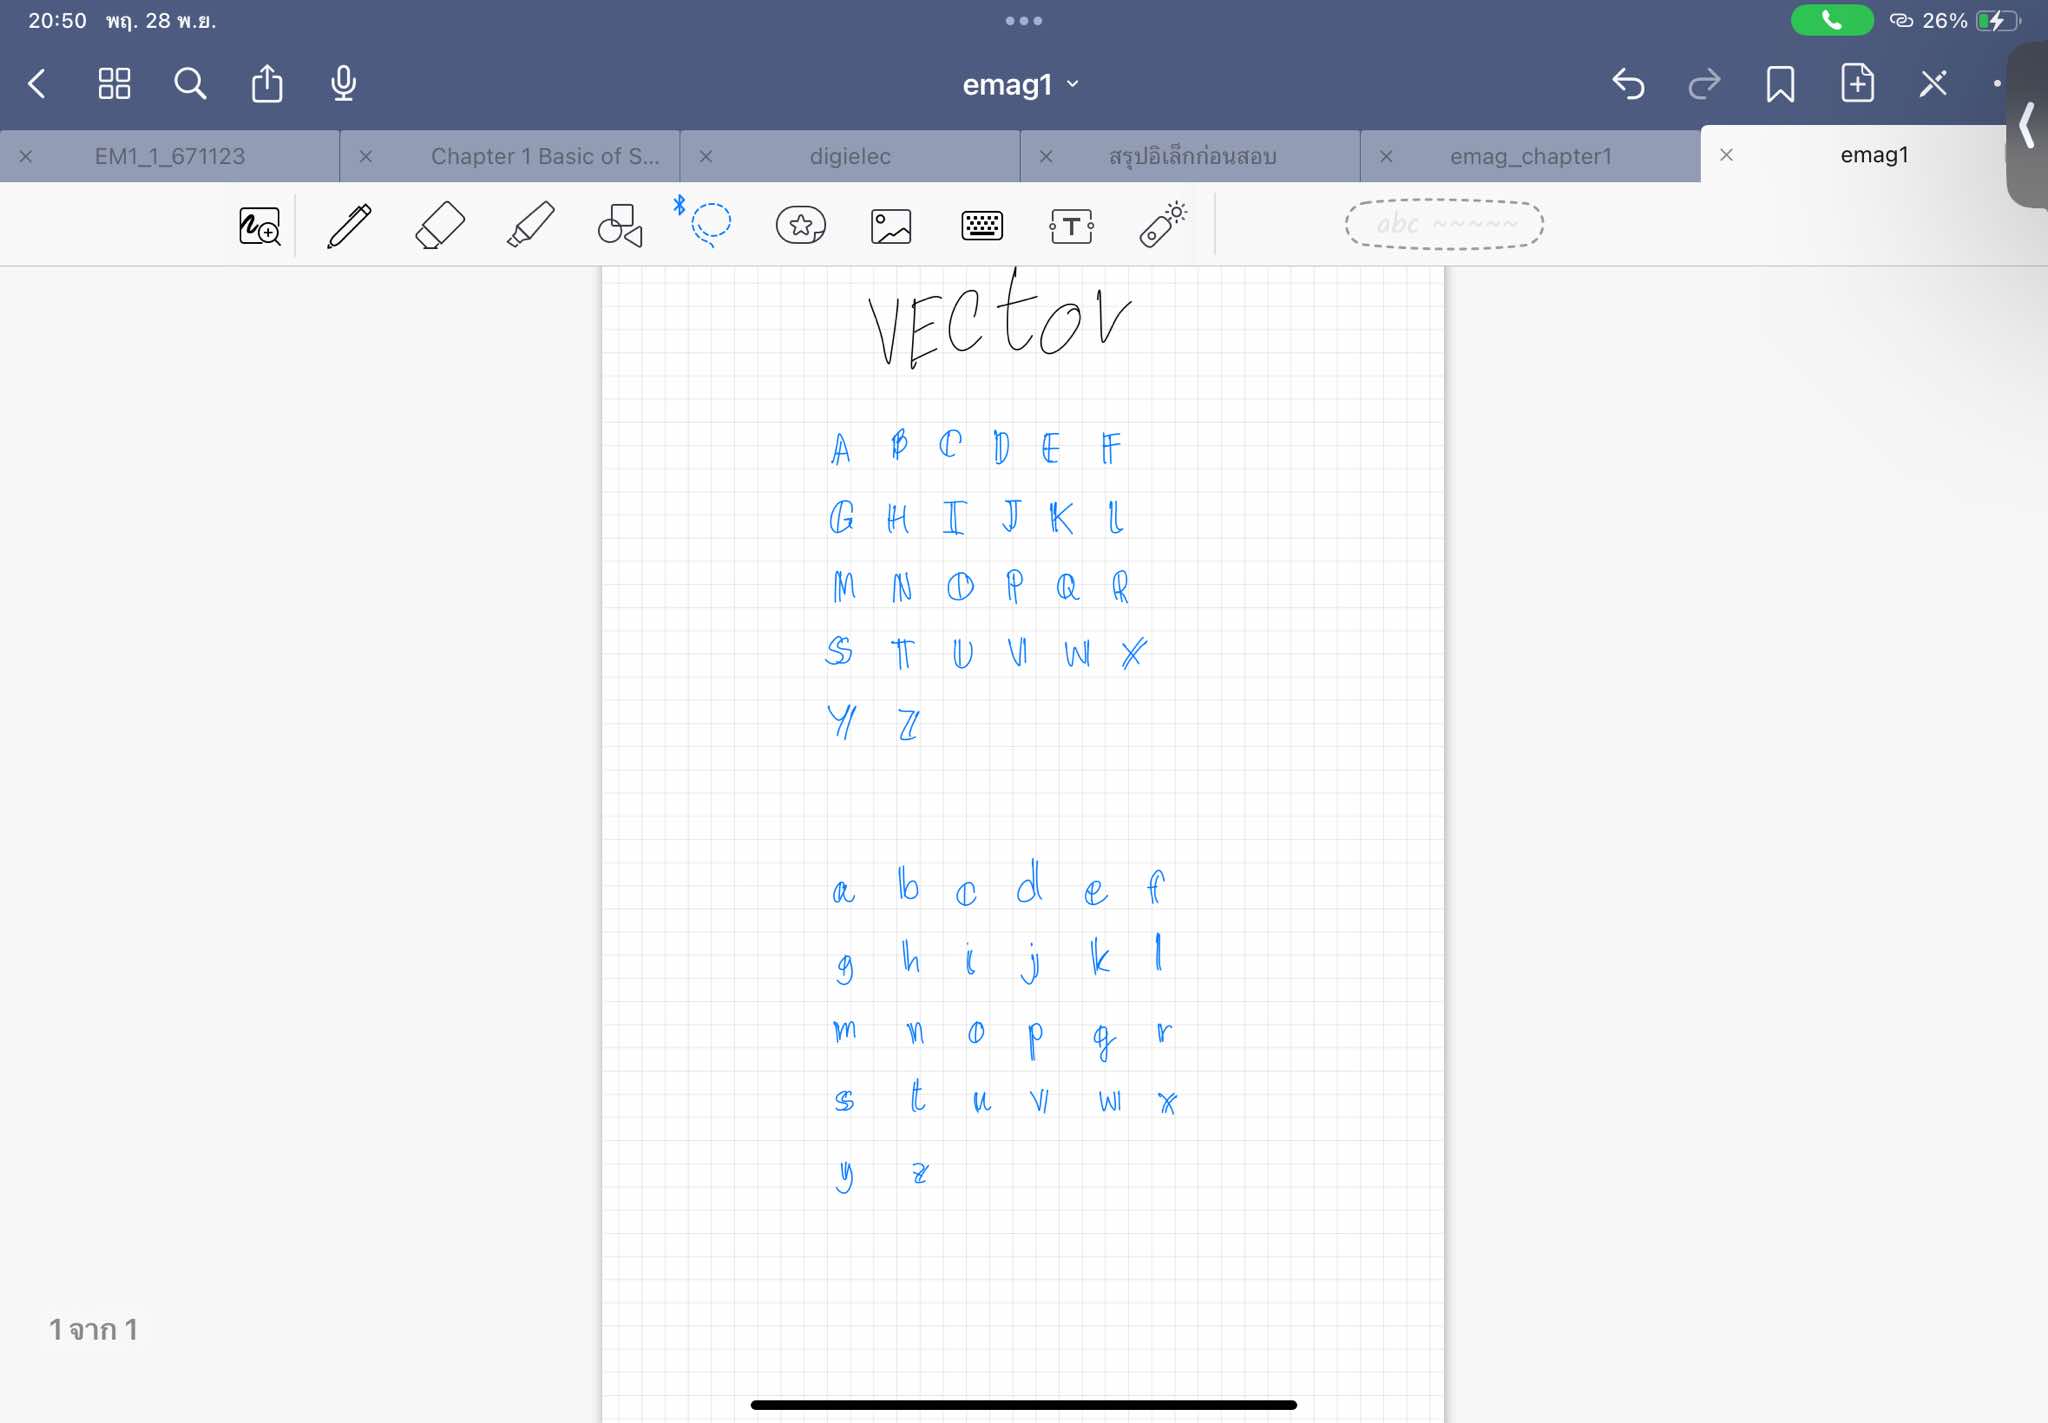 20:50 พฤ. 28 พ.ย.
26%
emag1
EM1_1_671123
Chapter 1 Basic of S...
digielec
สรุปอิเล็กก่อนสอบ
emag_chapter1
emag1
T
abc ~~~~~
VECtor
A B C D E F
G H I J K L
M N O P Q R
S T U V W X
Y Z
a b c d e f
g h i j k l
m n o p q r
s t u v w x
y z
1 จาก 1